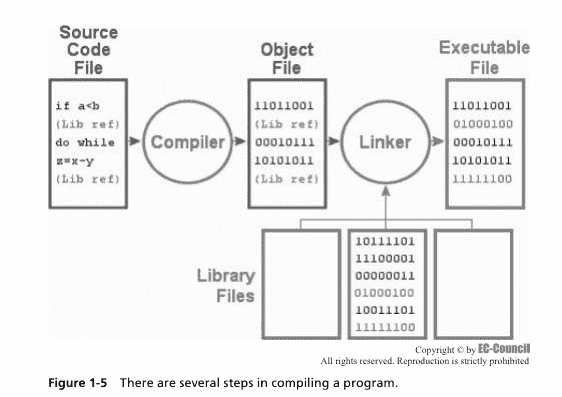 Source
Code
File
if a<b
(Lib ref)
do while
z=x-y
(Lib ref)
Compiler
Object
File
11011001
(Lib ref)
00010111
10101011
(Lib ref)
Linker
Executable
File
11011001
01000100
00010111
10101011
11111100
Library
Files
10111101
11100001
00000011
01000100
10011101
11111100
Copyright © by EC-Council
All rights reserved. Reproduction is strictly prohibited
Figure 1-5 There are several steps in compiling a program.